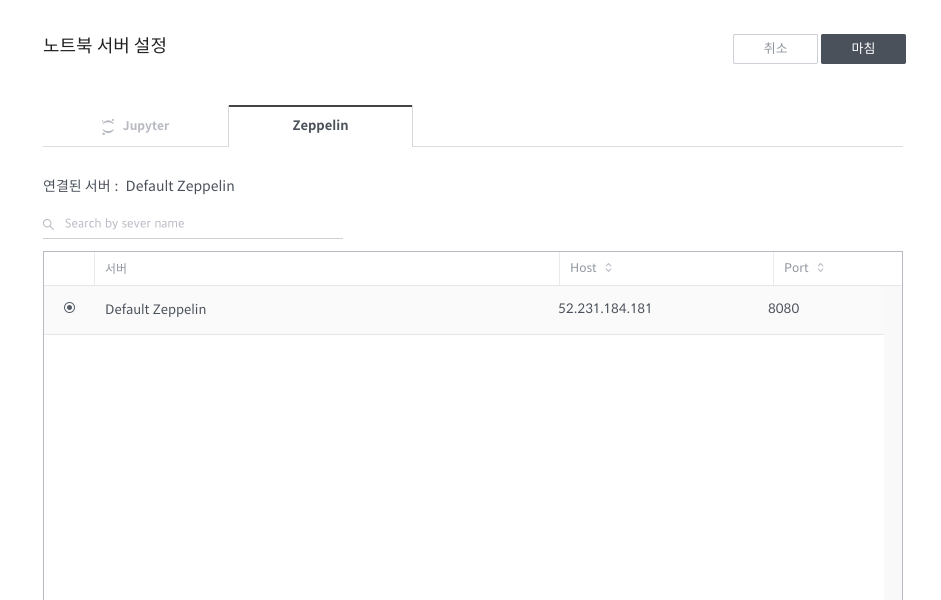 노트북 서버 설정
취소 마침
Jupyter Zeppelin
연결된 서버 : Default Zeppelin
Search by sever name
서버 Host Port
Default Zeppelin 52.231.184.181 8080